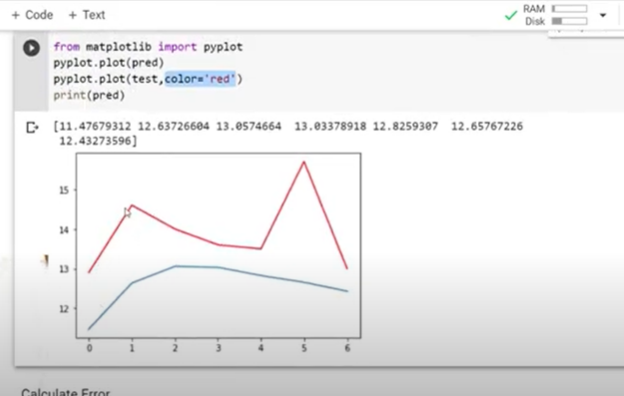 + Code + Text
RAM
Disk
from matplotlib import pyplot
pyplot.plot(pred)
pyplot.plot(test,color='red')
print(pred)
[11.47679312 12.63726604 13.0574664  13.03378918 12.8259307  12.65767226
12.43273596]
15
14
13
12
0 1 2 3 4 5 6
Calculate Error